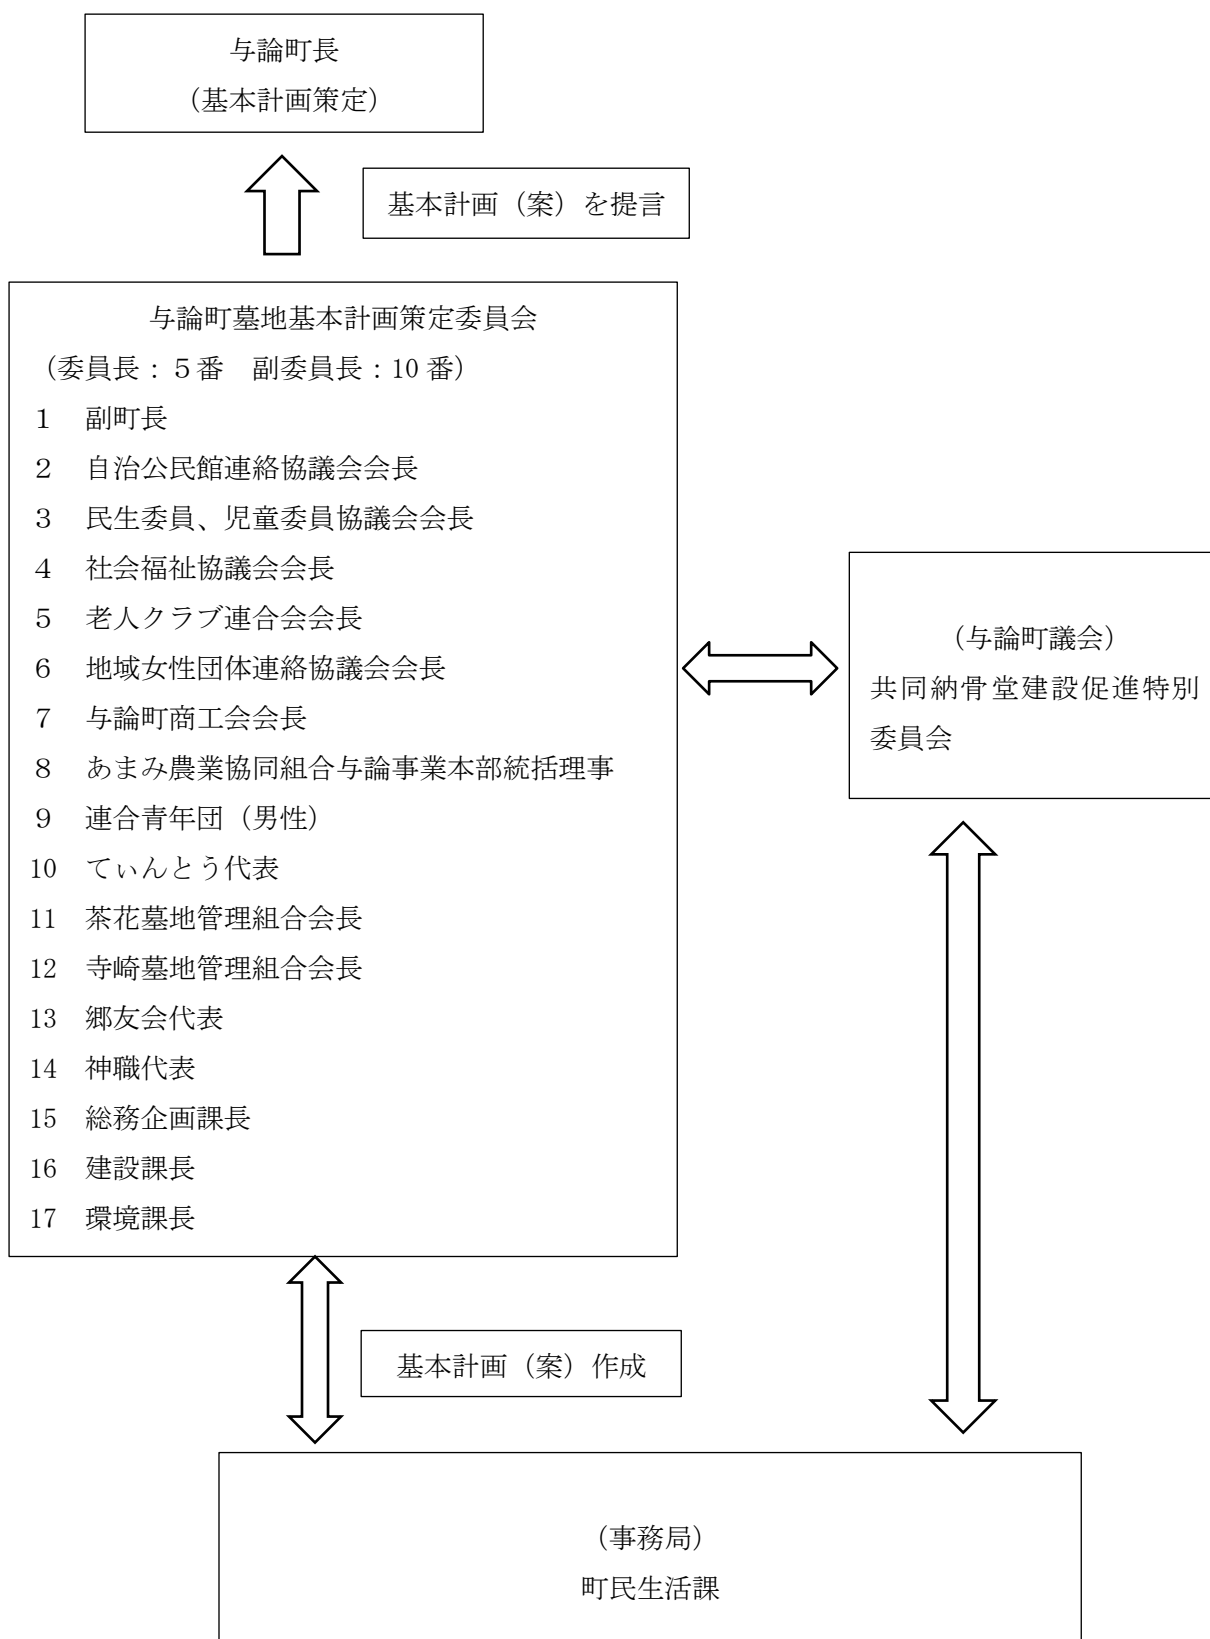 与論町長
(基本計画策定)
基本計画（案）を提言
与論町墓地基本計画策定委員会
（委員長：５番　副委員長：10 番）
1　副町長
2　自治公民館連絡協議会会長
3　民生委員、児童委員協議会会長
4　社会福祉協議会会長
5　老人クラブ連合会会長
6　地域女性団体連絡協議会会長
7　与論町商工会会長
8　あまみ農業協同組合与論事業本部統括理事
9　連合青年団（男性）
10　てぃんとう代表
11　茶花墓地管理組合会長
12　寺崎墓地管理組合会長
13　郷友会代表
14　神職代表
15　総務企画課長
16　建設課長
17　環境課長
（与論町議会）
共同納骨堂建設促進特別
委員会
基本計画（案）作成
（事務局）
町民生活課